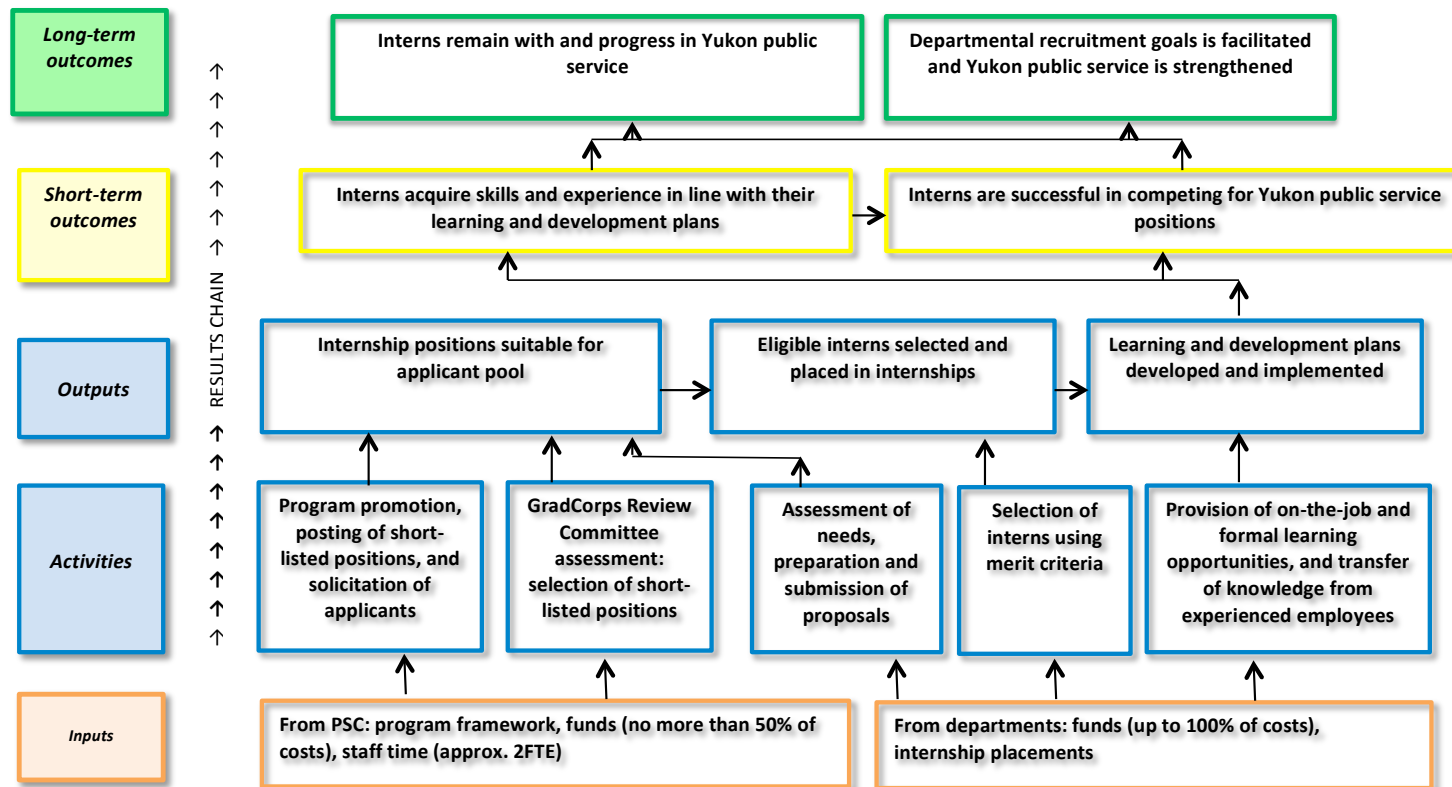 Long-term
outcomes
Interns remain with and progress in Yukon public
service
Departmental recruitment goals is facilitated
and Yukon public service is strengthened
Short-term
outcomes
Interns acquire skills and experience in line with their
learning and development plans
Interns are successful in competing for Yukon public service
positions
↑ ↑ ↑ ↑ ↑ ↑ RESULTS CHAIN ↑ ↑ ↑ ↑ ↑ ↑ ↑ ↑ ↑ ↑
Outputs
Internship positions suitable for
applicant pool
Eligible interns selected and
placed in internships
Learning and development plans
developed and implemented
Activities
Program promotion,
posting of short-
listed positions, and
solicitation of
applicants
GradCorps Review
Committee
assessment:
selection of short-
listed positions
Assessment of
needs,
preparation and
submission of
proposals
Selection of
interns using
merit criteria
Provision of on-the-job and
formal learning
opportunities, and transfer
of knowledge from
experienced employees
Inputs
From PSC: program framework, funds (no more than 50% of
costs), staff time (approx. 2FTE)
From departments: funds (up to 100% of costs),
internship placements